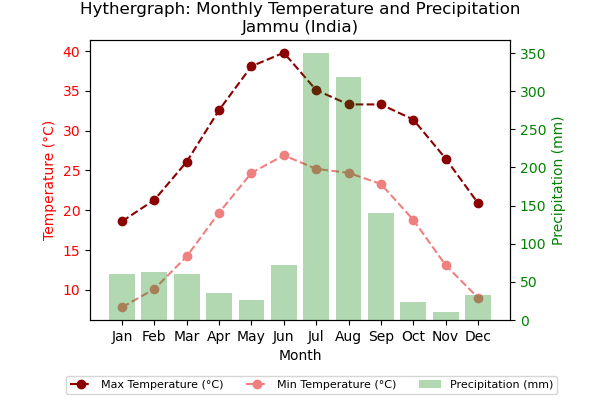 Hythergraph: Monthly Temperature and Precipitation
Jammu (India)
Temperature (°C)
40
35
30
25
20
15
10
350
300
250
200
150
100
50
0
Precipitation (mm)
Jan Feb Mar Apr May Jun Jul Aug Sep Oct Nov Dec
Month
Max Temperature (°C) Min Temperature (°C) Precipitation (mm)